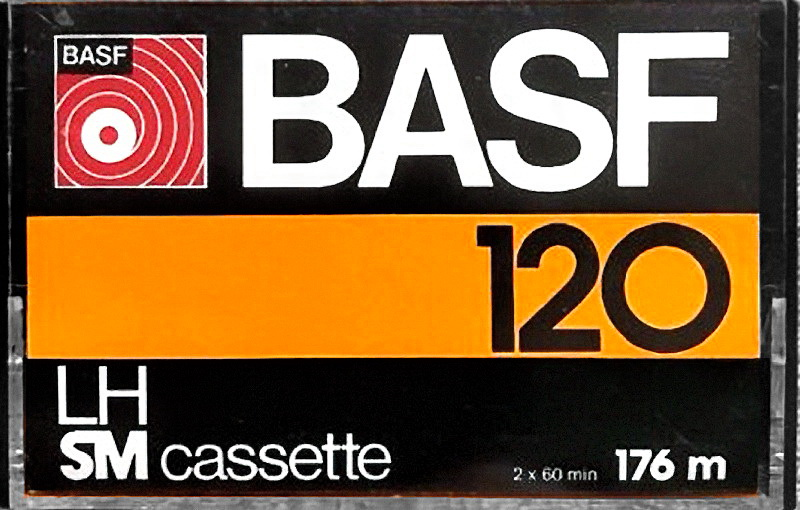 BASF
BASF
120
LH
SM cassette
2 x 60 min 176 m